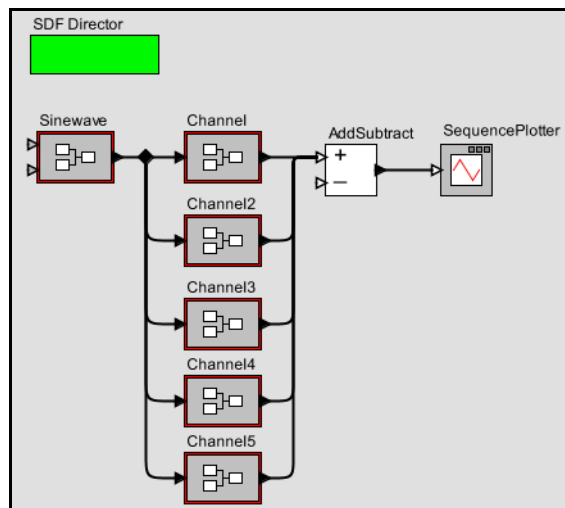 SDF Director
Sinewave
Channel
AddSubtract
SequencePlotter
+
–
Channel2
Channel3
Channel4
Channel5